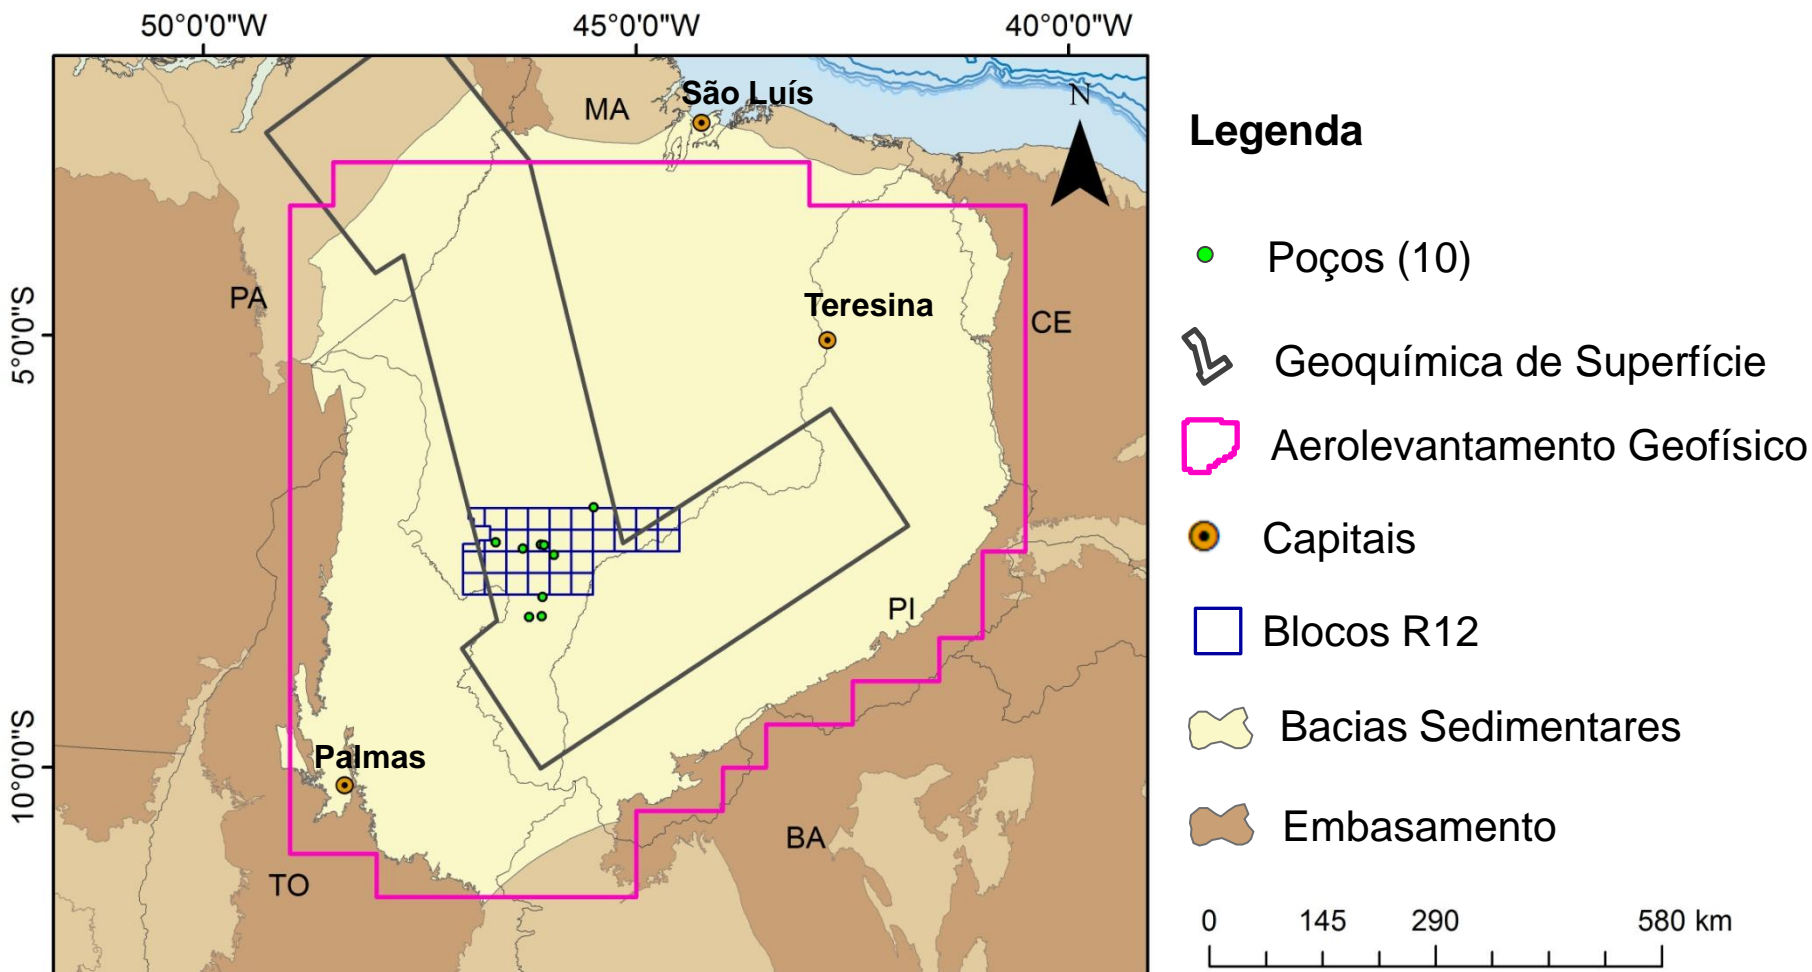 50°0'0"W 45°0'0"W 40°0'0"W
São Luís
N
MA
Legenda
Poços (10)
PA
5°0'0"S
Teresina
CE
Geoquímica de Superfície
Aerolevantamento Geofísico
Capitais
PI
Blocos R12
10°0'0"S
Palmas
Bacias Sedimentares
BA
Embasamento
TO
0 145 290 580 km